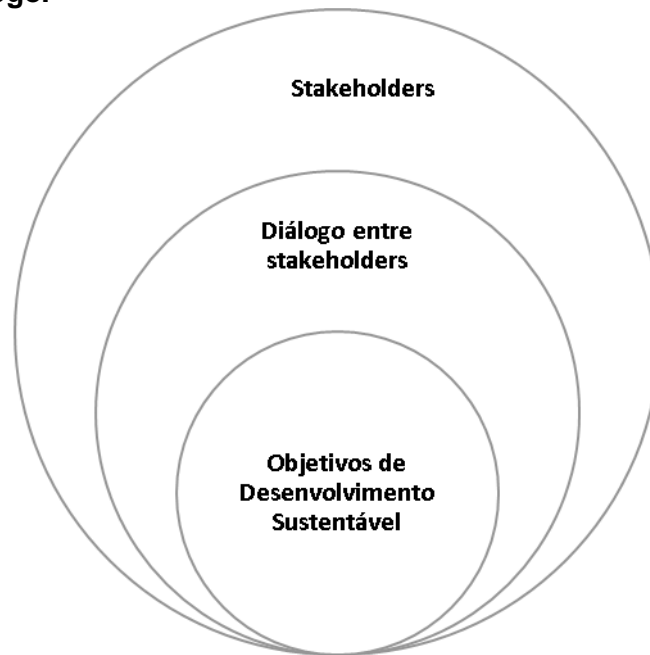 Stakeholders
Diálogo entre
stakeholders
Objetivos de
Desenvolvimento
Sustentável